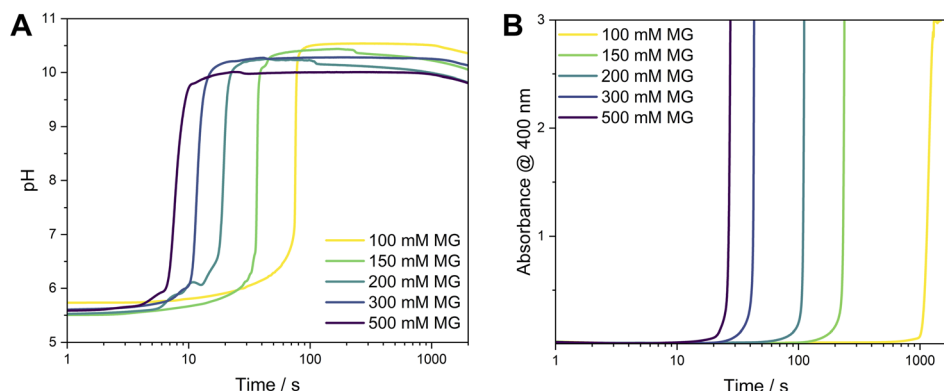 A
11
10
9
8
7
6
5
pH
1
10
100
1000
Time / s
100 mM MG
150 mM MG
200 mM MG
300 mM MG
500 mM MG
B
3
2
1
Absorbance @ 400 nm
1
10
100
1000
Time / s
100 mM MG
150 mM MG
200 mM MG
300 mM MG
500 mM MG